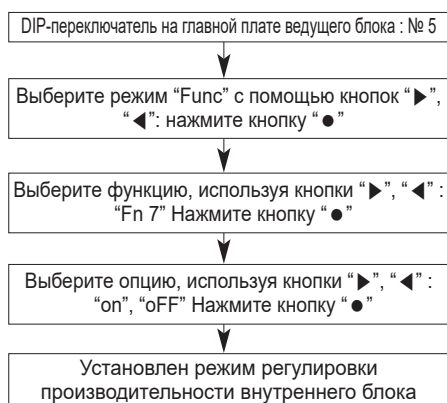 DIP-переключатель на главной плате ведущего блока : № 5
Выберите режим “Func” с помощью кнопок “▶”,
“◀”: нажмите кнопку “●”
Выберите функцию, используя кнопки “▶”, “◀” :
“Fn 7” Нажмите кнопку “●”
Выберите опцию, используя кнопки “▶”, “◀” :
“on”, “oFF” Нажмите кнопку “●”
Установлен режим регулировки
производительности внутреннего блока